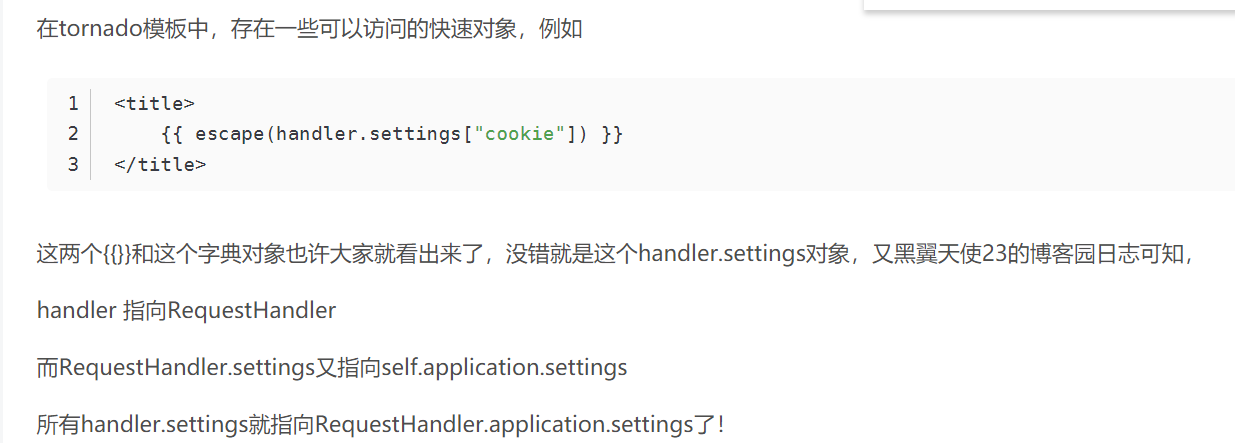 在tornado模板中，存在一些可以访问的快速对象，例如
1 <title>
2     {{ escape(handler.settings["cookie"]) }}
3 </title>
这两个{{}}和这个字典对象也许大家就看出来了，没错就是这个handler.settings对象，又黑翼天使23的博客园日志可知，
handler 指向RequestHandler
而RequestHandler.settings又指向self.application.settings
所有handler.settings就指向RequestHandler.application.settings了！